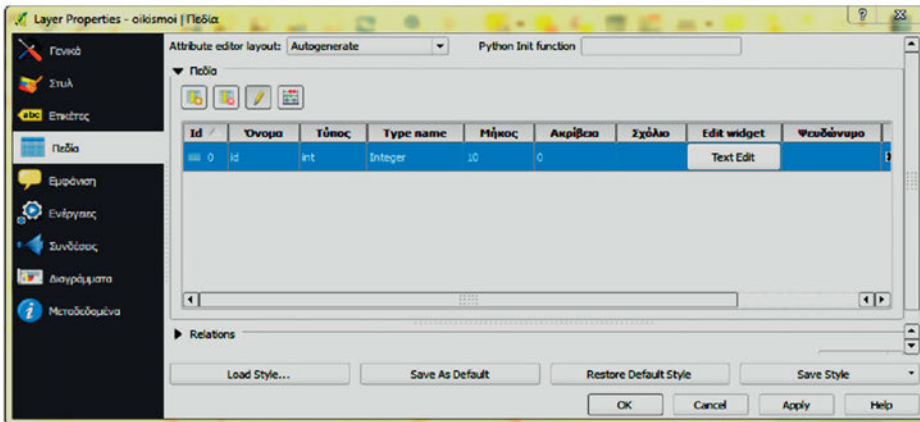 Layer Properties - oikismoi | Πεδία
Γενικά
Στυλ
abc Ετικέτες
Πεδία
Εμφάνιση
Ενέργειες
Συνδέσεις
Διαγράμματα
Μεταδεδομένα
Attribute editor layout: Autogenerate Python Init function
Πεδία
Id Όνομα Τύπος Type name Μήκος Ακρίβεια Σχόλιο Edit widget Ψευδώνυμο
0 id int Integer 10 0 Text Edit
Relations
Load Style... Save As Default Restore Default Style Save Style
OK Cancel Apply Help